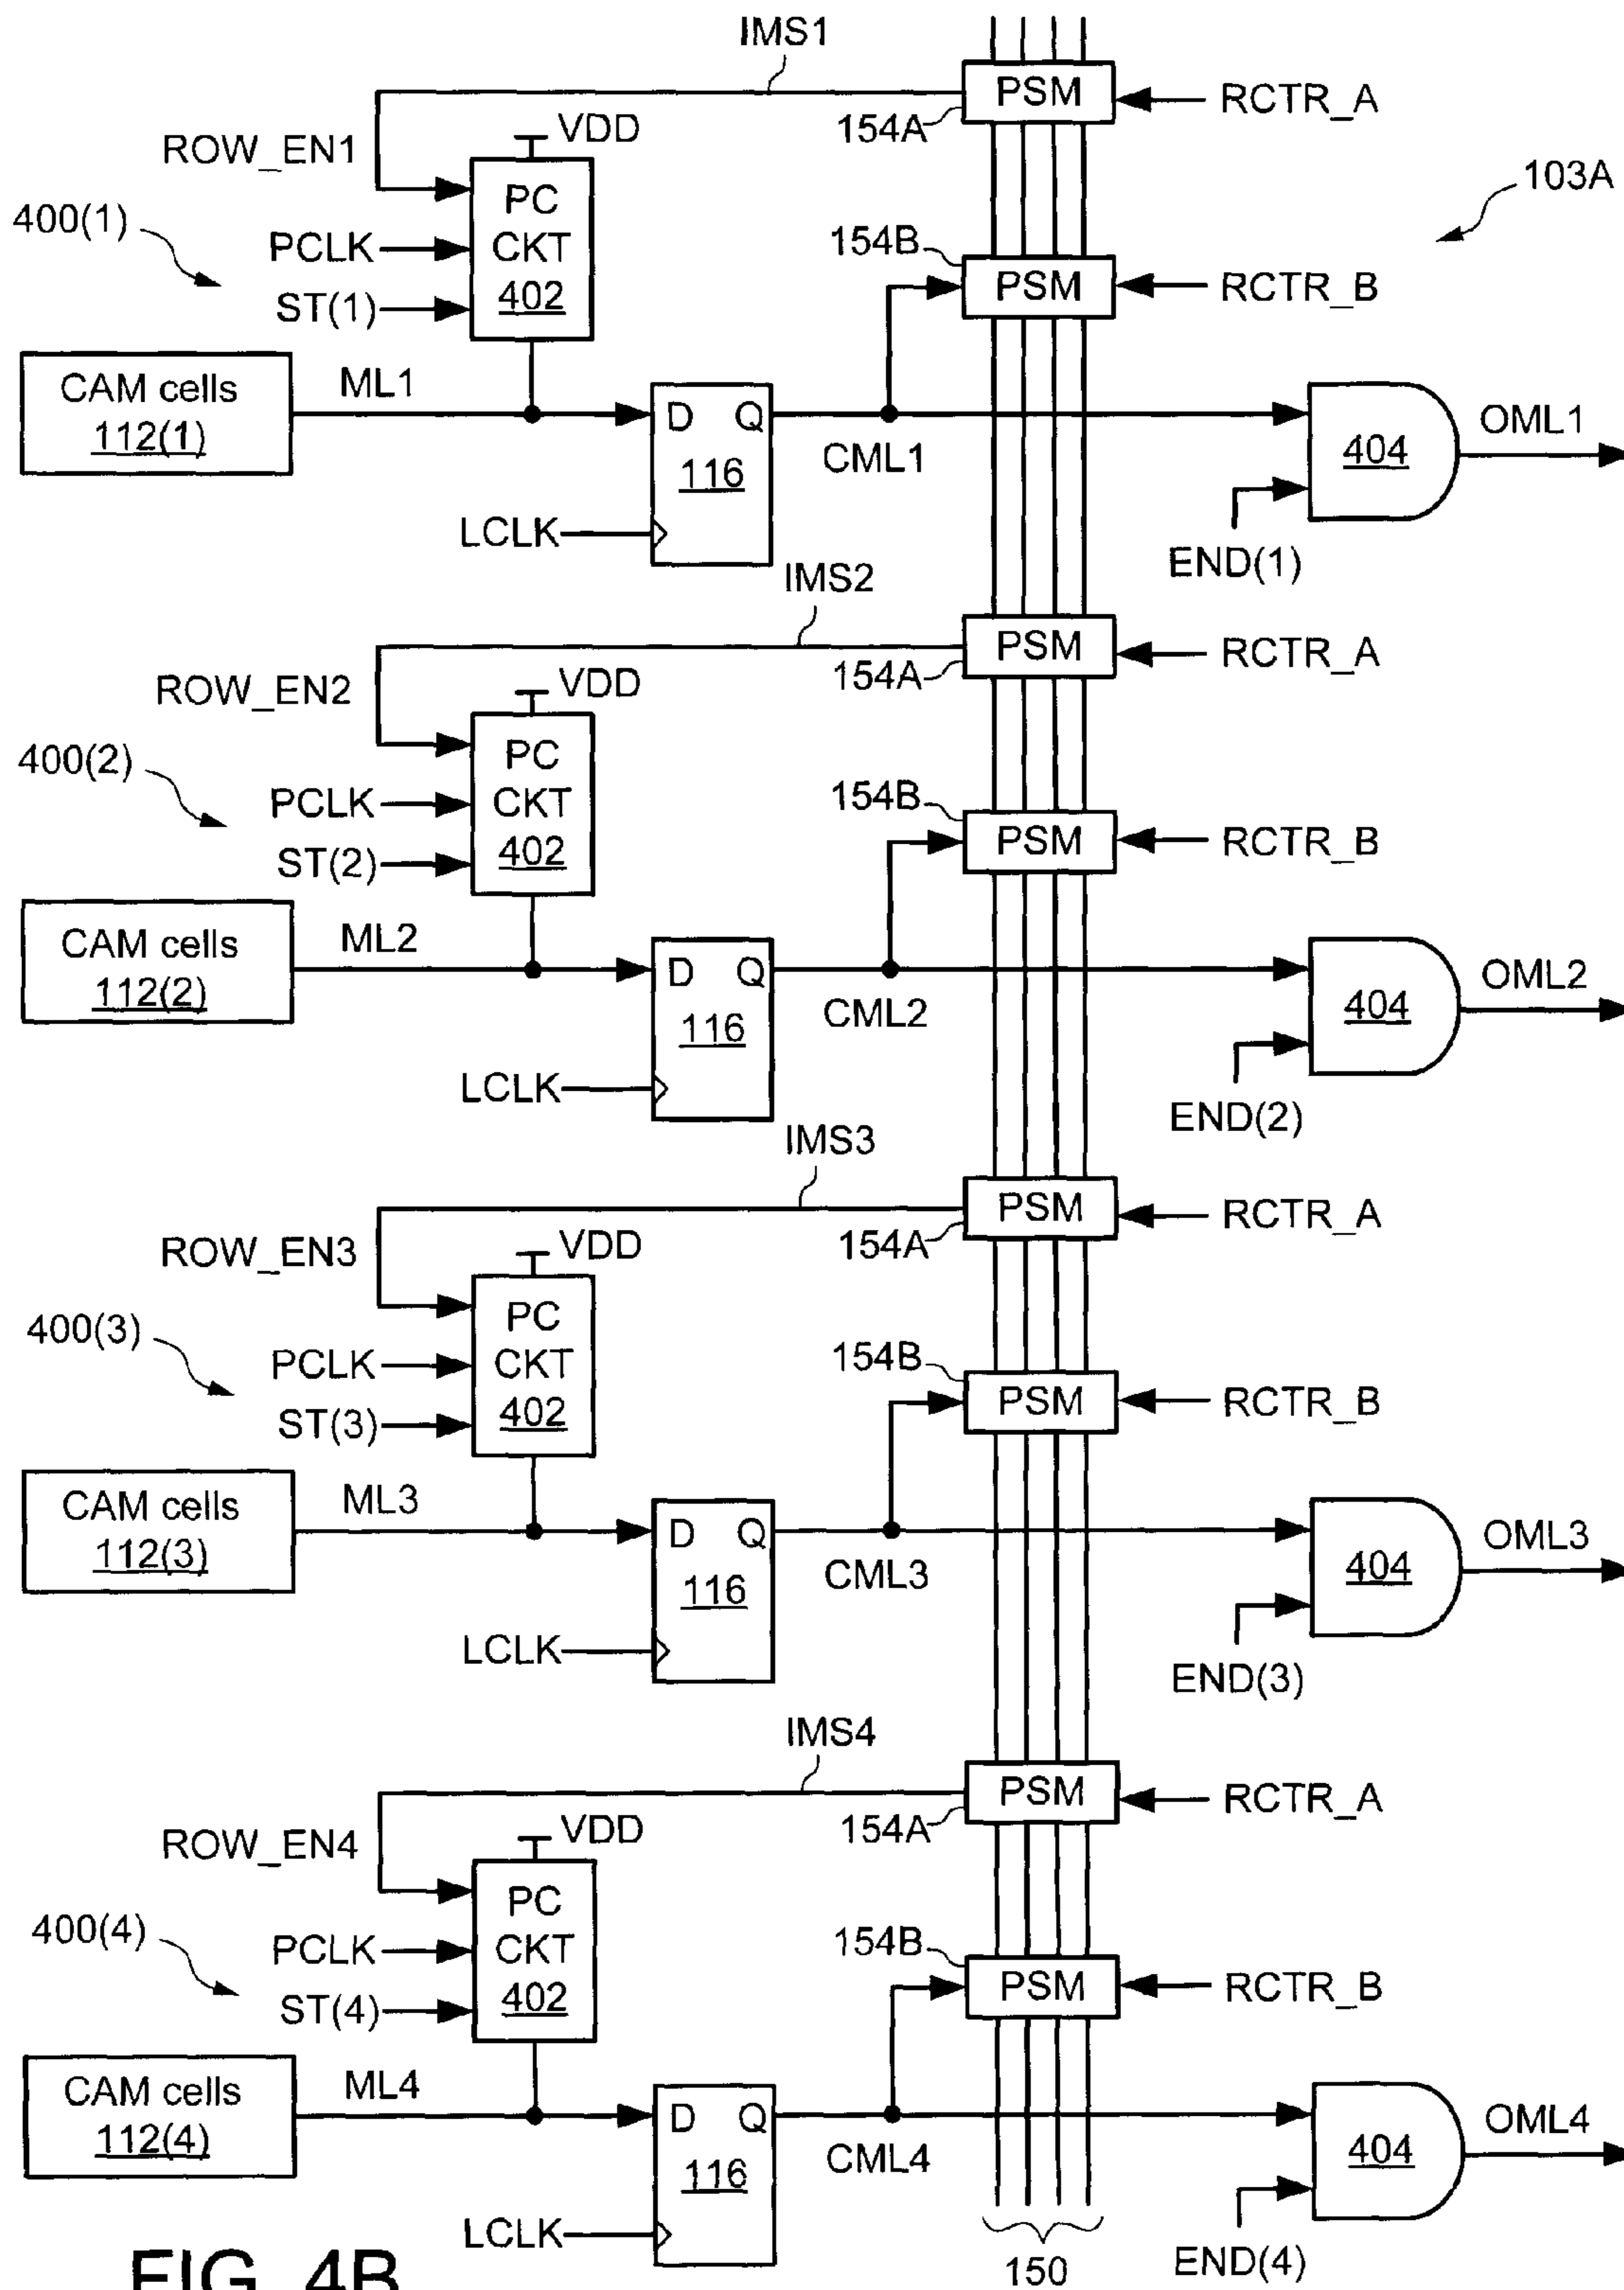 IMS1
PSM
RCTR_A
154A
VDD
ROW_EN1
PC
CKT
402
103A
400(1)
PCLK
ST(1)
154B
PSM
RCTR_B
CAM cells
112(1)
ML1
D Q
116
CML1
LCLK
404
OML1
END(1)
IMS2
PSM
RCTR_A
154A
VDD
ROW_EN2
PC
CKT
402
400(2)
PCLK
ST(2)
154B
PSM
RCTR_B
CAM cells
112(2)
ML2
D Q
116
CML2
LCLK
404
OML2
END(2)
IMS3
PSM
RCTR_A
154A
VDD
ROW_EN3
PC
CKT
402
400(3)
PCLK
ST(3)
154B
PSM
RCTR_B
CAM cells
112(3)
ML3
D Q
116
CML3
LCLK
404
OML3
END(3)
IMS4
PSM
RCTR_A
154A
VDD
ROW_EN4
PC
CKT
402
400(4)
PCLK
ST(4)
154B
PSM
RCTR_B
CAM cells
112(4)
ML4
D Q
116
CML4
LCLK
404
OML4
END(4)
150
FIG. 4B